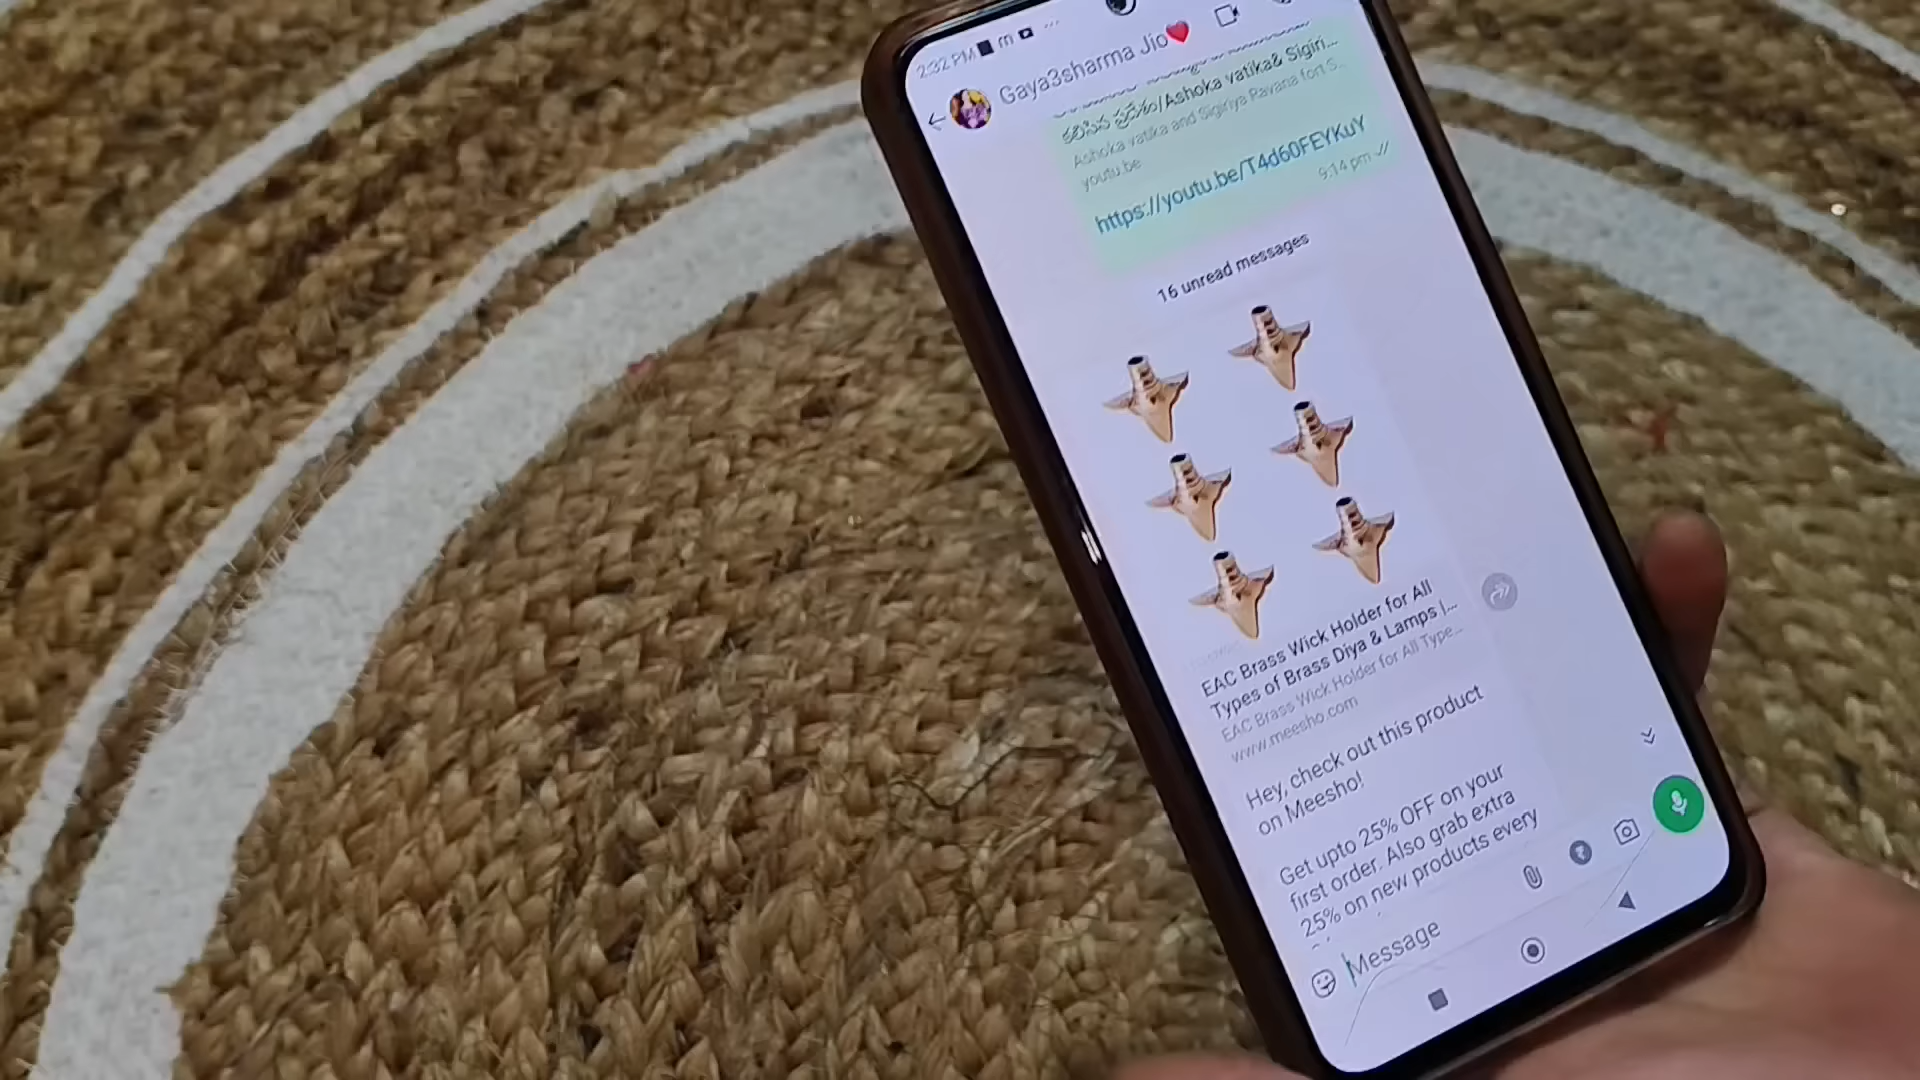 2:32 PM
Gaya3sharma Jio❤️
కలిసిన ప్రదేశం/Ashoka vatika& Sigiri...
Ashoka vatika and Sigiriya Ravana fort S...
youtu.be
https://youtu.be/T4d60FEYKuY
9:14 pm
16 unread messages
EAC Brass Wick Holder for All
Types of Brass Diya & Lamps |...
EAC Brass Wick Holder for All Type...
www.meesho.com
Hey, check out this product
on Meesho!
Get upto 25% OFF on your
first order. Also grab extra
25% on new products every
Message